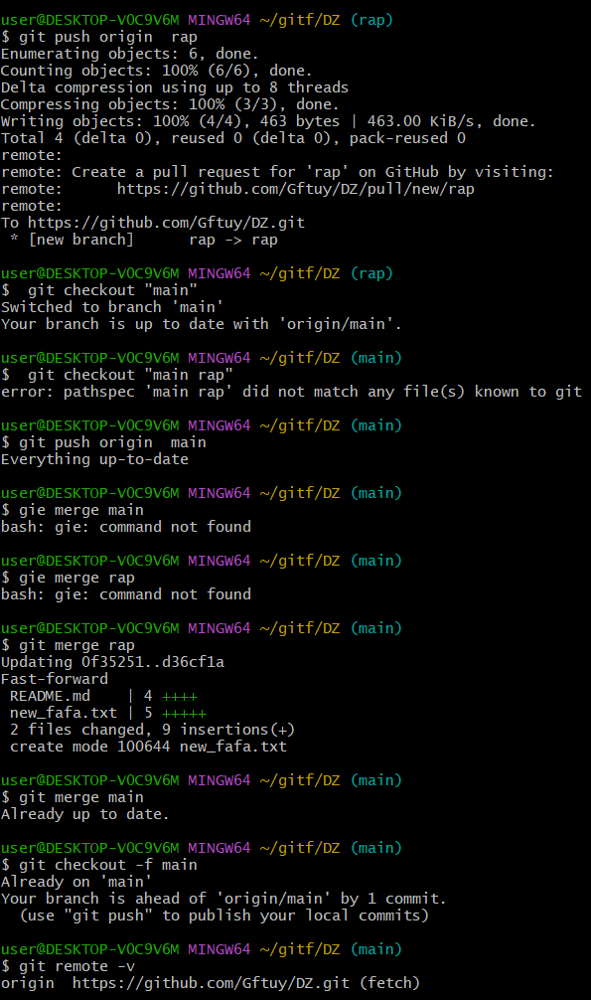 user@DESKTOP-VOC9V6M MINGW64 ~/gitf/DZ (rap)
$ git push origin  rap
Enumerating objects: 6, done.
Counting objects: 100% (6/6), done.
Delta compression using up to 8 threads
Compressing objects: 100% (3/3), done.
Writing objects: 100% (4/4), 463 bytes | 463.00 KiB/s, done.
Total 4 (delta 0), reused 0 (delta 0), pack-reused 0
remote:
remote: Create a pull request for 'rap' on GitHub by visiting:
remote:      https://github.com/Gftuy/DZ/pull/new/rap
remote:
To https://github.com/Gftuy/DZ.git
 * [new branch]      rap -> rap
user@DESKTOP-VOC9V6M MINGW64 ~/gitf/DZ (rap)
$  git checkout "main"
Switched to branch 'main'
Your branch is up to date with 'origin/main'.
user@DESKTOP-VOC9V6M MINGW64 ~/gitf/DZ (main)
$  git checkout "main rap"
error: pathspec 'main rap' did not match any file(s) known to git
user@DESKTOP-VOC9V6M MINGW64 ~/gitf/DZ (main)
$ git push origin  main
Everything up-to-date
user@DESKTOP-VOC9V6M MINGW64 ~/gitf/DZ (main)
$ gie merge main
bash: gie: command not found
user@DESKTOP-VOC9V6M MINGW64 ~/gitf/DZ (main)
$ gie merge rap
bash: gie: command not found
user@DESKTOP-VOC9V6M MINGW64 ~/gitf/DZ (main)
$ git merge rap
Updating 0f35251..d36cf1a
Fast-forward
 README.md    | 4 ++++
 new_fafa.txt | 5 +++++
 2 files changed, 9 insertions(+)
 create mode 100644 new_fafa.txt
user@DESKTOP-VOC9V6M MINGW64 ~/gitf/DZ (main)
$ git merge main
Already up to date.
user@DESKTOP-VOC9V6M MINGW64 ~/gitf/DZ (main)
$ git checkout -f main
Already on 'main'
Your branch is ahead of 'origin/main' by 1 commit.
  (use "git push" to publish your local commits)
user@DESKTOP-VOC9V6M MINGW64 ~/gitf/DZ (main)
$ git remote -v
origin  https://github.com/Gftuy/DZ.git (fetch)